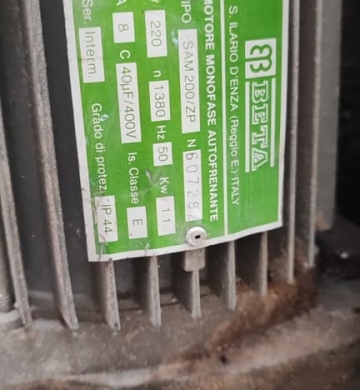 BETA
S. ILARIO D'ENZA (Reggio E.) ITALY
MOTORE MONOFASE AUTOFRENANTE
IPO SAM 200/ZP N 60728
V 220 n 1380 Hz 50 Kw 1.1
A 8 C 40µF/400V Is. Classe E
Ser. Interm. Grado di protez. IP 44